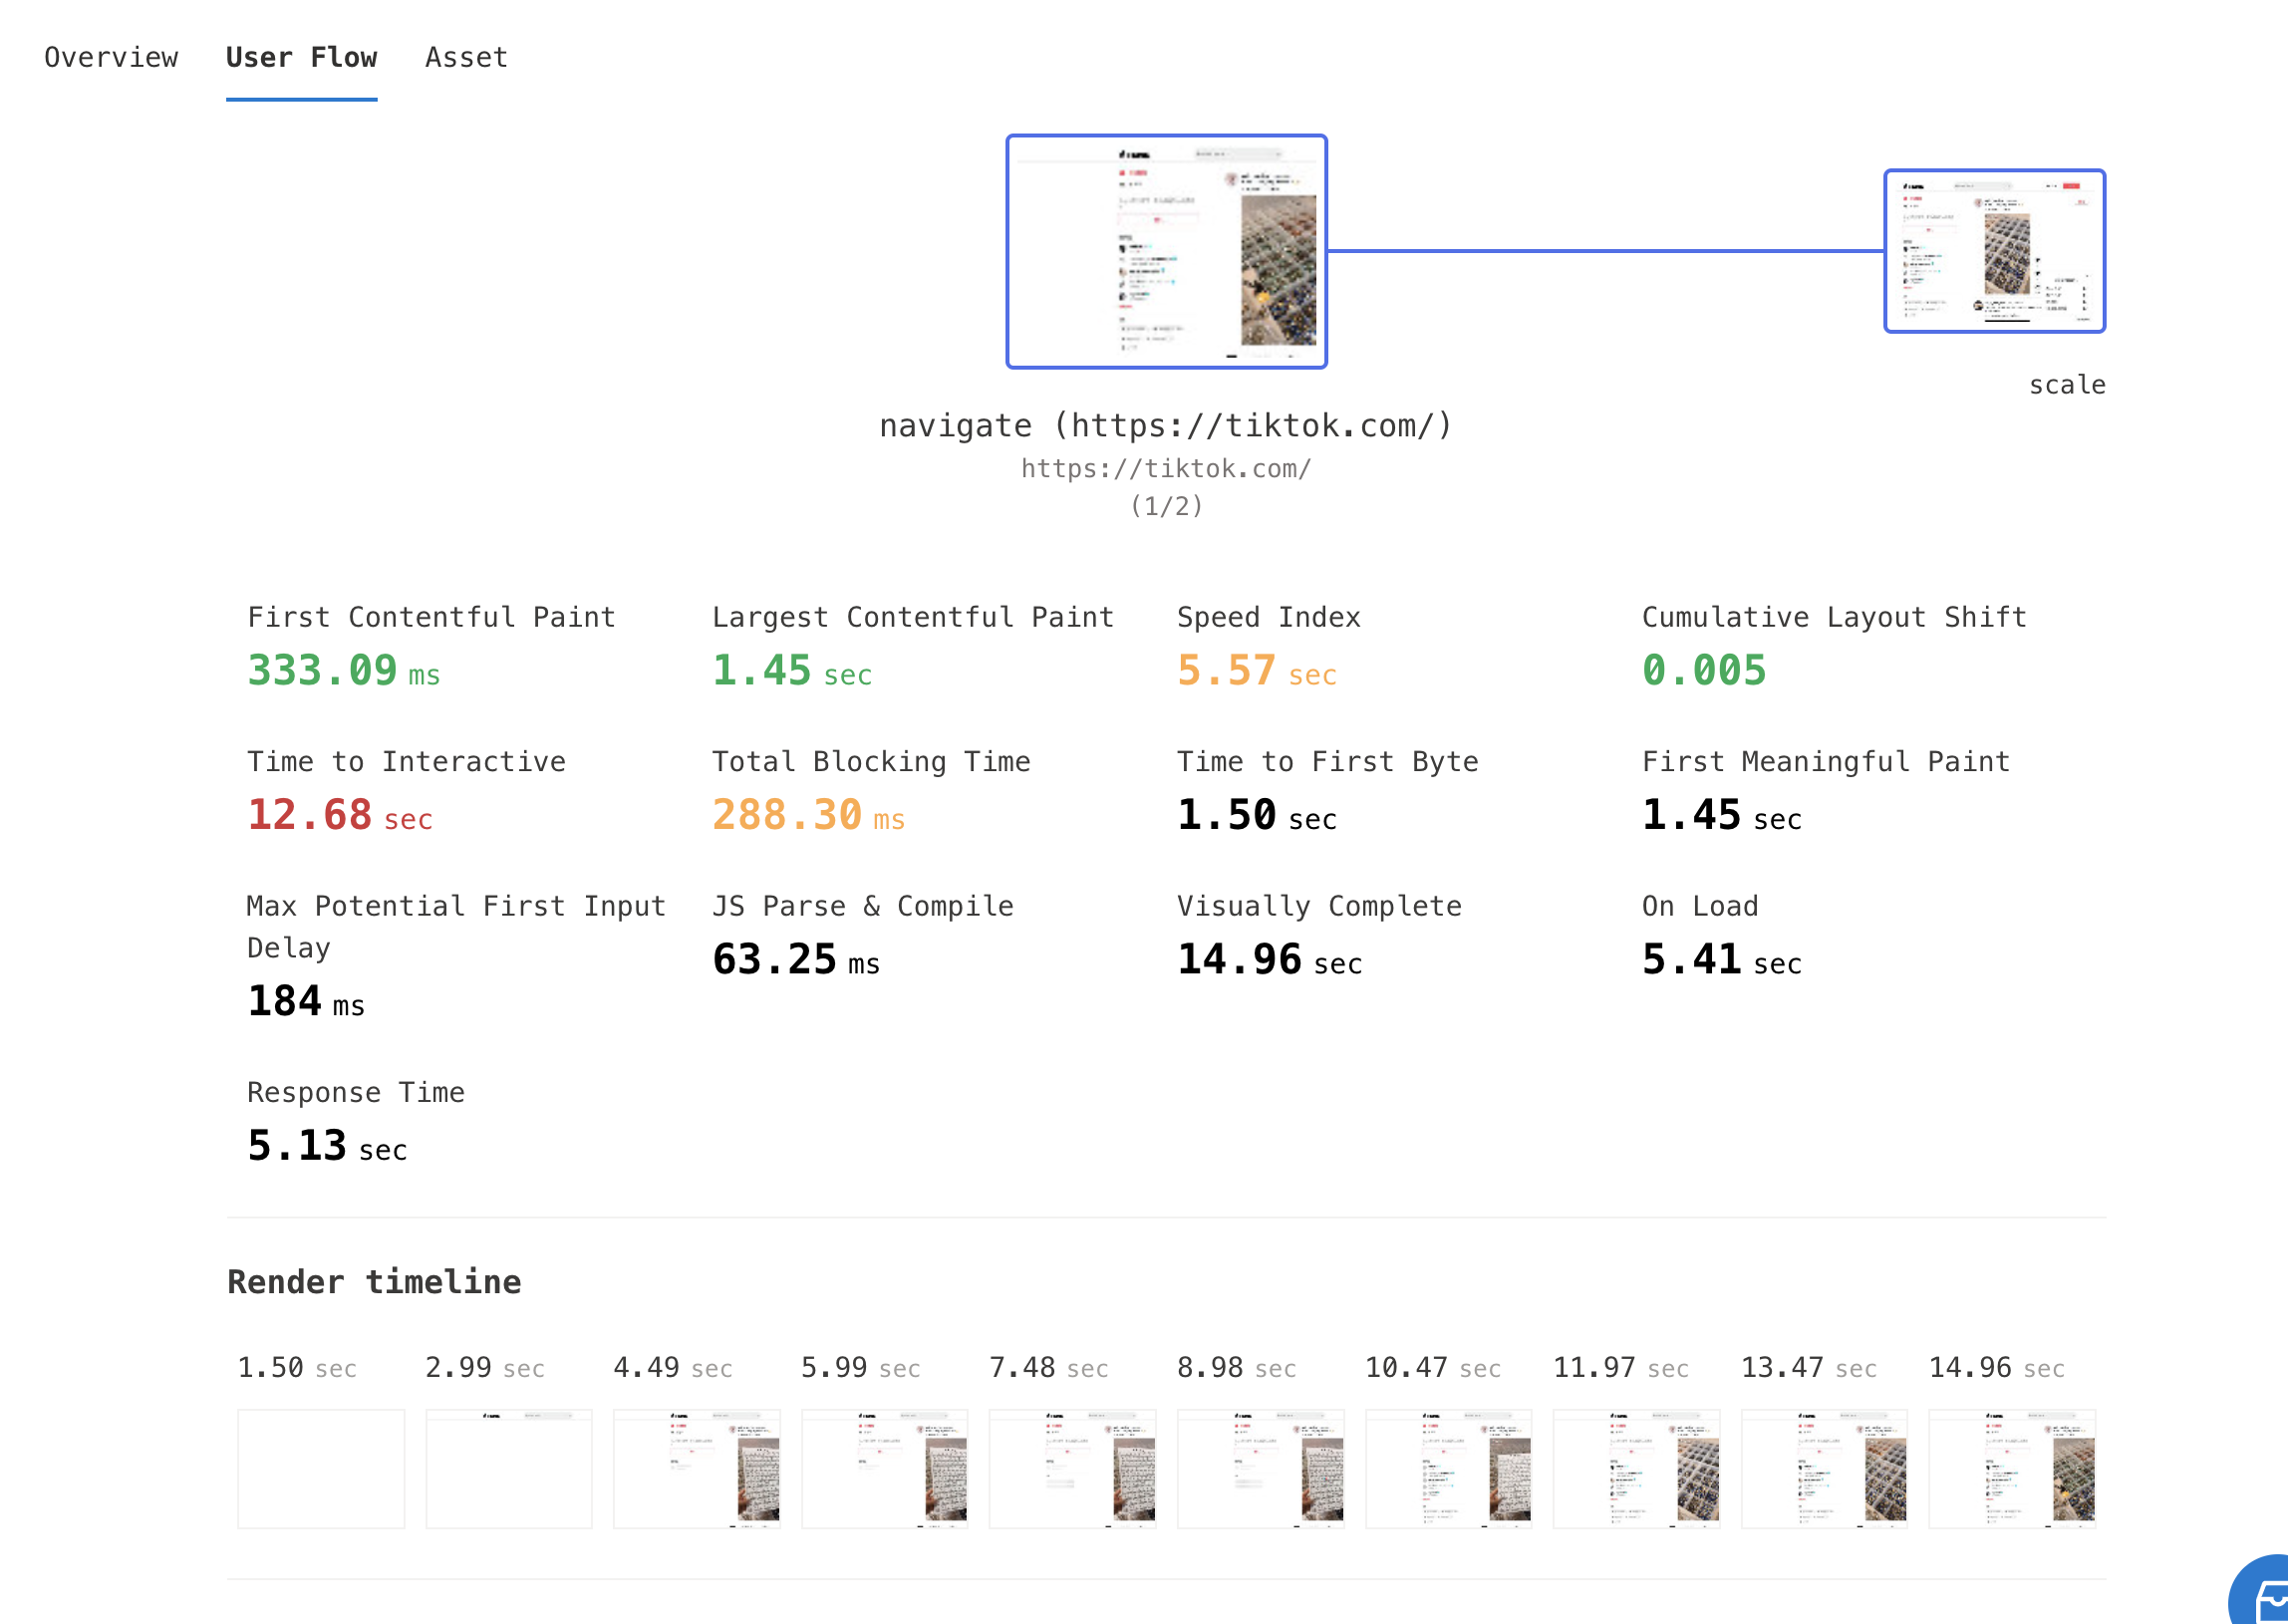 Overview User Flow Asset
scale
navigate (https://tiktok.com/)
https://tiktok.com/
(1/2)
First Contentful Paint Largest Contentful Paint Speed Index Cumulative Layout Shift
333.09 ms 1.45 sec 5.57 sec 0.005
Time to Interactive Total Blocking Time Time to First Byte First Meaningful Paint
12.68 sec 288.30 ms 1.50 sec 1.45 sec
Max Potential First Input Delay JS Parse & Compile Visually Complete On Load
184 ms 63.25 ms 14.96 sec 5.41 sec
Response Time
5.13 sec
Render timeline
1.50 sec 2.99 sec 4.49 sec 5.99 sec 7.48 sec 8.98 sec 10.47 sec 11.97 sec 13.47 sec 14.96 sec